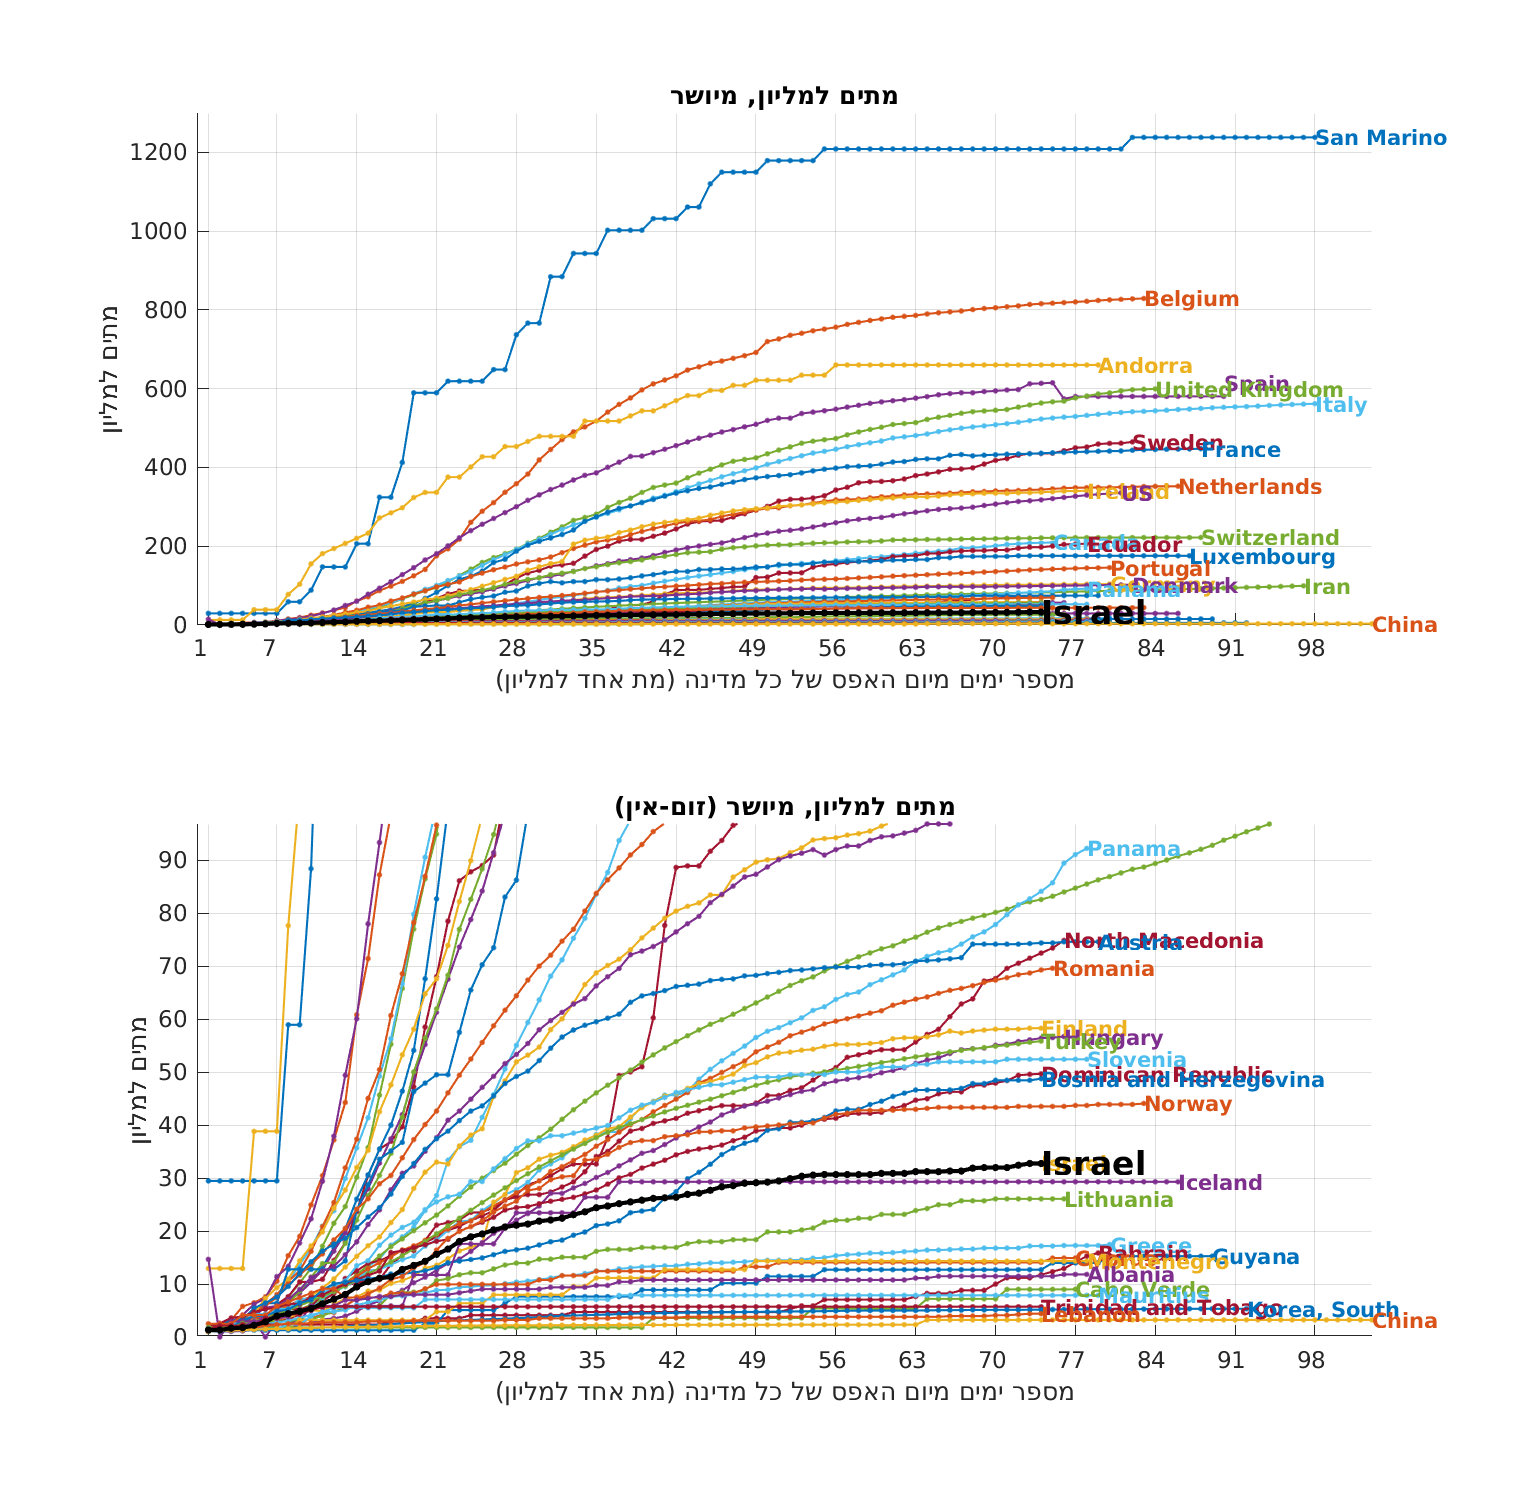 מתים למליון, מיושר
מתים למליון
1200
1000
800
600
400
200
0
San Marino
Belgium
Andorra
Spain
United Kingdom
Italy
Sweden
France
Netherlands
Ireland
US
Switzerland
Ecuador
Luxembourg
Portugal
Denmark
Panama
Iran
Israel
China
1 7 14 21 28 35 42 49 56 63 70 77 84 91 98
מספר ימים מיום האפס של כל מדינה (מת אחד למליון)
מתים למליון, מיושר (זום-אין)
מתים למליון
90
80
70
60
50
40
30
20
10
0
Panama
North Macedonia
Austria
Romania
Finland
Hungary
Turkey
Slovenia
Dominican Republic
Bosnia and Herzegovina
Norway
Israel
Iceland
Lithuania
Greece
Bahrain
Guyana
Montenegro
Albania
Cabo Verde
Mauritius
Trinidad and Tobago
Korea, South
Lebanon
China
1 7 14 21 28 35 42 49 56 63 70 77 84 91 98
מספר ימים מיום האפס של כל מדינה (מת אחד למליון)